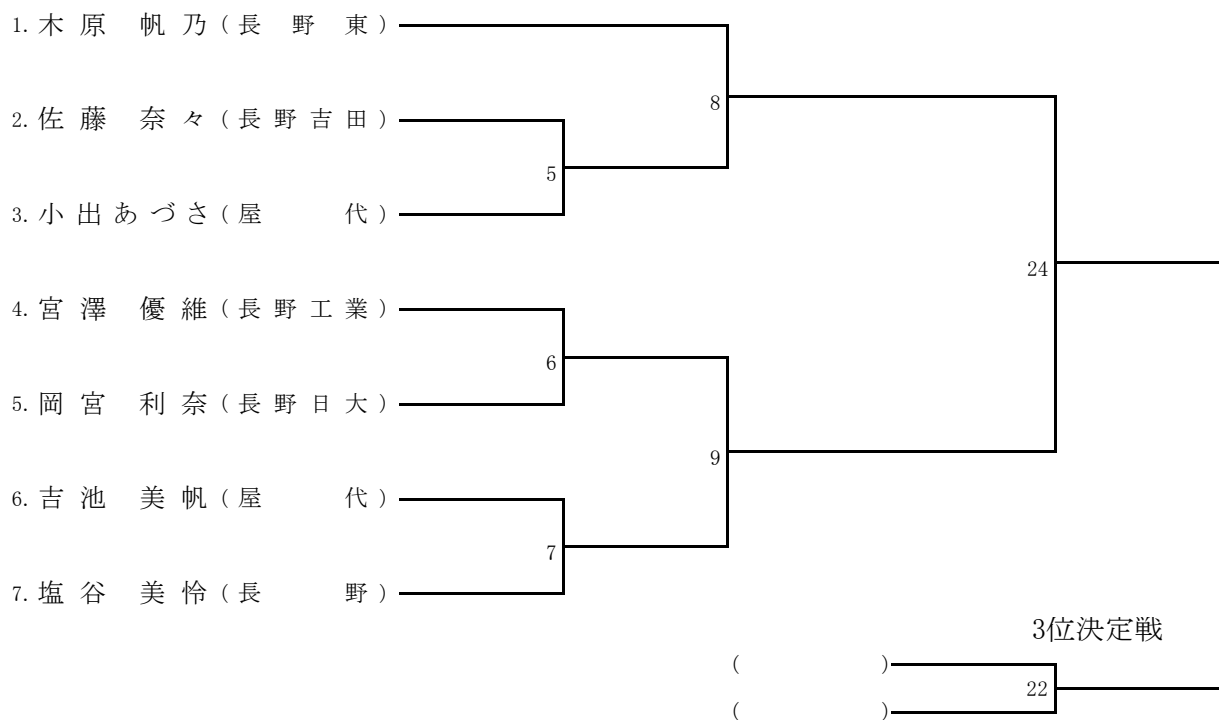 1. 木原 帆乃(長野東)
8
2. 佐藤 奈々(長野吉田)
5
3. 小出あづさ(屋代)
24
4. 宮澤 優維(長野工業)
6
5. 岡宮 利奈(長野日大)
9
6. 吉池 美帆(屋代)
7
7. 塩谷 美怜(長野)
3位決定戦
( )
22
( )